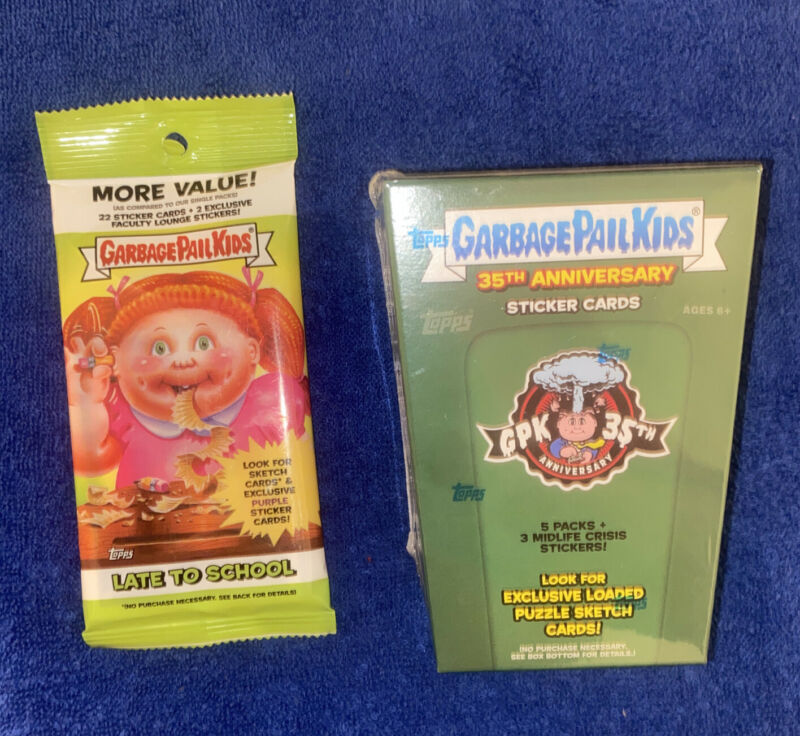 MORE VALUE!
(AS COMPARED TO OUR SINGLE PACKS)
22 STICKER CARDS + 2 EXCLUSIVE
FACULTY LOUNGE STICKERS!
GARBAGE PAIL KIDS®
LOOK FOR
SKETCH
CARDS* &
EXCLUSIVE
PURPLE
STICKER
CARDS!
TOPPS
LATE TO SCHOOL
*(NO PURCHASE NECESSARY. SEE BACK FOR DETAILS)
TOPPS
GARBAGE PAIL KIDS®
35TH ANNIVERSARY
STICKER CARDS
TOPPS
AGES 6+
TOPPS
GPK 35TH
ANNIVERSARY
TOPPS
5 PACKS +
3 MIDLIFE CRISIS
STICKERS!
LOOK FOR
EXCLUSIVE LOADED
PUZZLE SKETCH
CARDS!
(NO PURCHASE NECESSARY.
SEE BOX BOTTOM FOR DETAILS.)